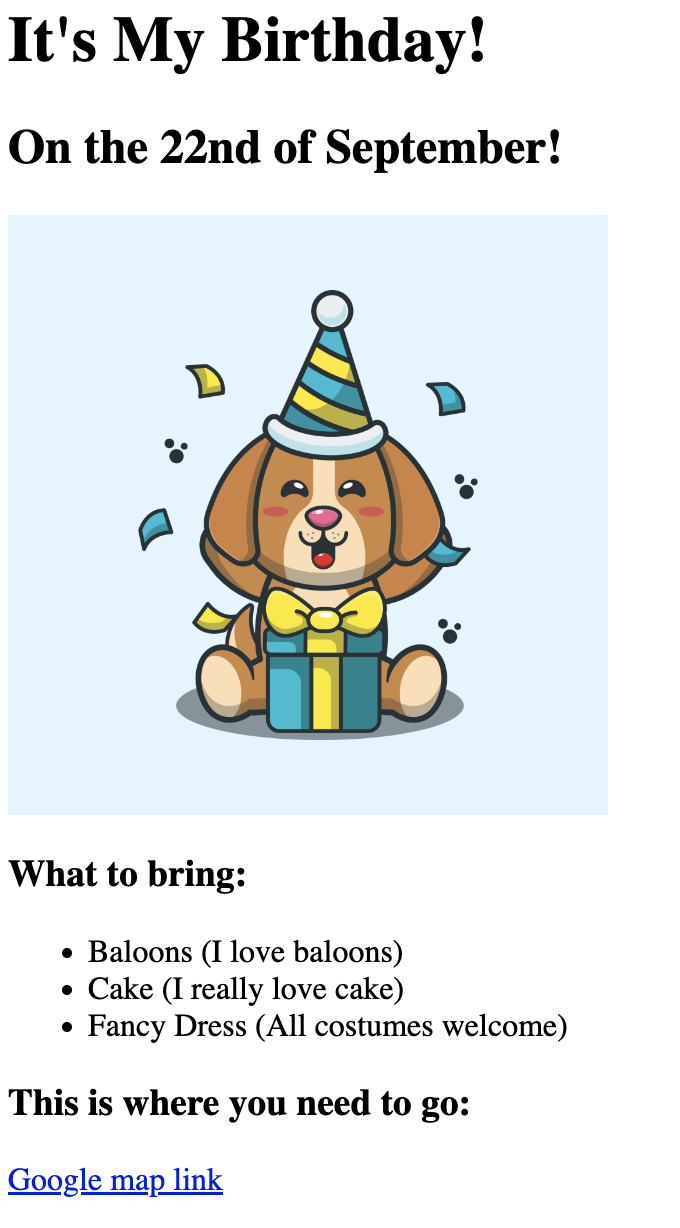 It's My Birthday!
On the 22nd of September!
What to bring:
Baloons (I love baloons)
Cake (I really love cake)
Fancy Dress (All costumes welcome)
This is where you need to go:
Google map link